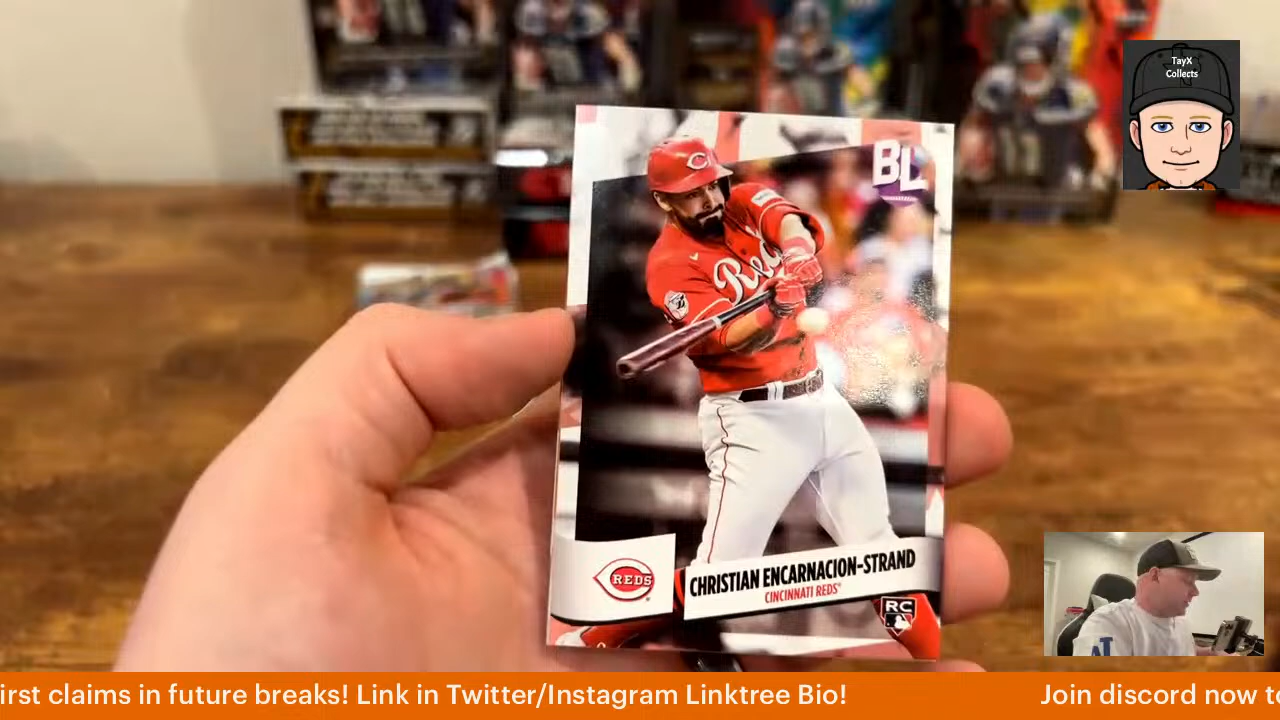 TayX
Collects
BL
Reds
REDS
CHRISTIAN ENCARNACION-STRAND
CINCINNATI REDS
RC
irst claims in future breaks! Link in Twitter/Instagram Linktree Bio!
Join discord now to